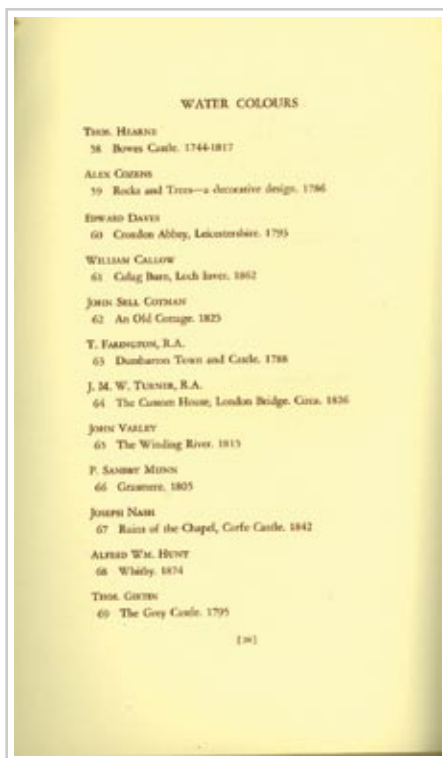 WATER COLOURS
THOS. HEARNE
58 Bowes Castle. 1744-1817
ALEX COZENS
59 Rocks and Trees—a decorative design. 1786
EDWARD DAYES
60 Croxdon Abbey, Leicestershire. 1793
WILLIAM CALLOW
61 Culag Burn, Loch Inver. 1862
JOHN SELL COTMAN
62 An Old Cottage. 1825
T. FARINGTON, R.A.
63 Dumbarton Town and Castle. 1788
J. M. W. TURNER, R.A.
64 The Custom House, London Bridge. Circa. 1826
JOHN VARLEY
65 The Winding River. 1815
P. SANDBY MUNN
66 Grasmere. 1805
JOSEPH NASH
67 Ruins of the Chapel, Corfe Castle. 1842
ALFRED WM. HUNT
68 Whitby. 1874
THOS. GIRTIN
69 The Grey Castle. 1795